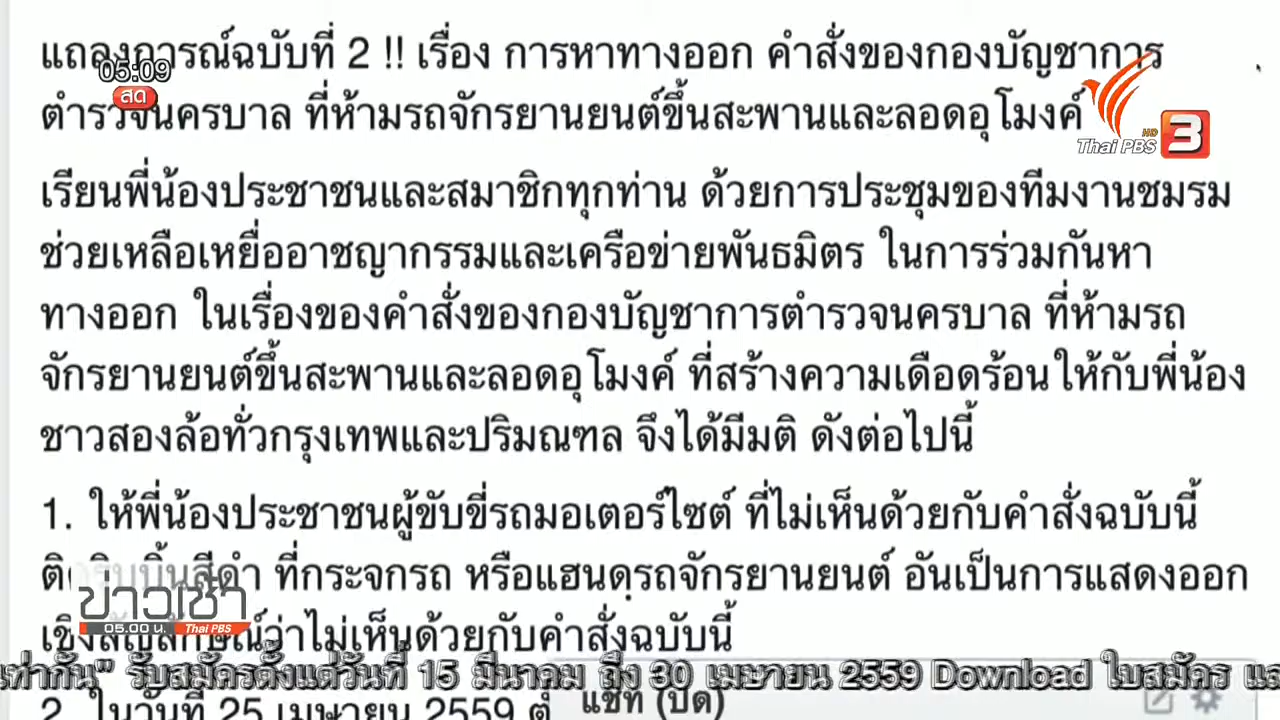 แถลงการณ์ฉบับที่ 2 !! เรื่อง การหาทางออก คำสั่งของกองบัญชาการ
05:09
สด
ตำรวจนครบาล ที่ห้ามรถจักรยานยนต์ขึ้นสะพานและลอดอุโมงค์
Thai PBS HD 3
เรียนพี่น้องประชาชนและสมาชิกทุกท่าน ด้วยการประชุมของทีมงานชมรม
ช่วยเหลือเหยื่ออาชญากรรมและเครือข่ายพันธมิตร ในการร่วมกันหา
ทางออก ในเรื่องของคำสั่งของกองบัญชาการตำรวจนครบาล ที่ห้ามรถ
จักรยานยนต์ขึ้นสะพานและลอดอุโมงค์ ที่สร้างความเดือดร้อนให้กับพี่น้อง
ชาวสองล้อทั่วกรุงเทพและปริมณฑล จึงได้มีมติ ดังต่อไปนี้
1. ให้พี่น้องประชาชนผู้ขับขี่รถมอเตอร์ไซต์ ที่ไม่เห็นด้วยกับคำสั่งฉบับนี้
ริบบิ้นสีดำ ที่กระจกรถ หรือแฮนดรถจักรยานยนต์ อันเป็นการแสดงออก
ข่าวเช้า
05.00 น. Thai PBS
เชิงสัญลักษณ์ว่าไม่เห็นด้วยกับคำสั่งฉบับนี้
เท่ากัน" รับสมัครตั้งแต่วันที่ 15 มีนาคม ถึง 30 เมษายน 2559 Download ใบสมัคร
2. ในวันที่ 25 เมษายน 2559
แชท (ปิด)